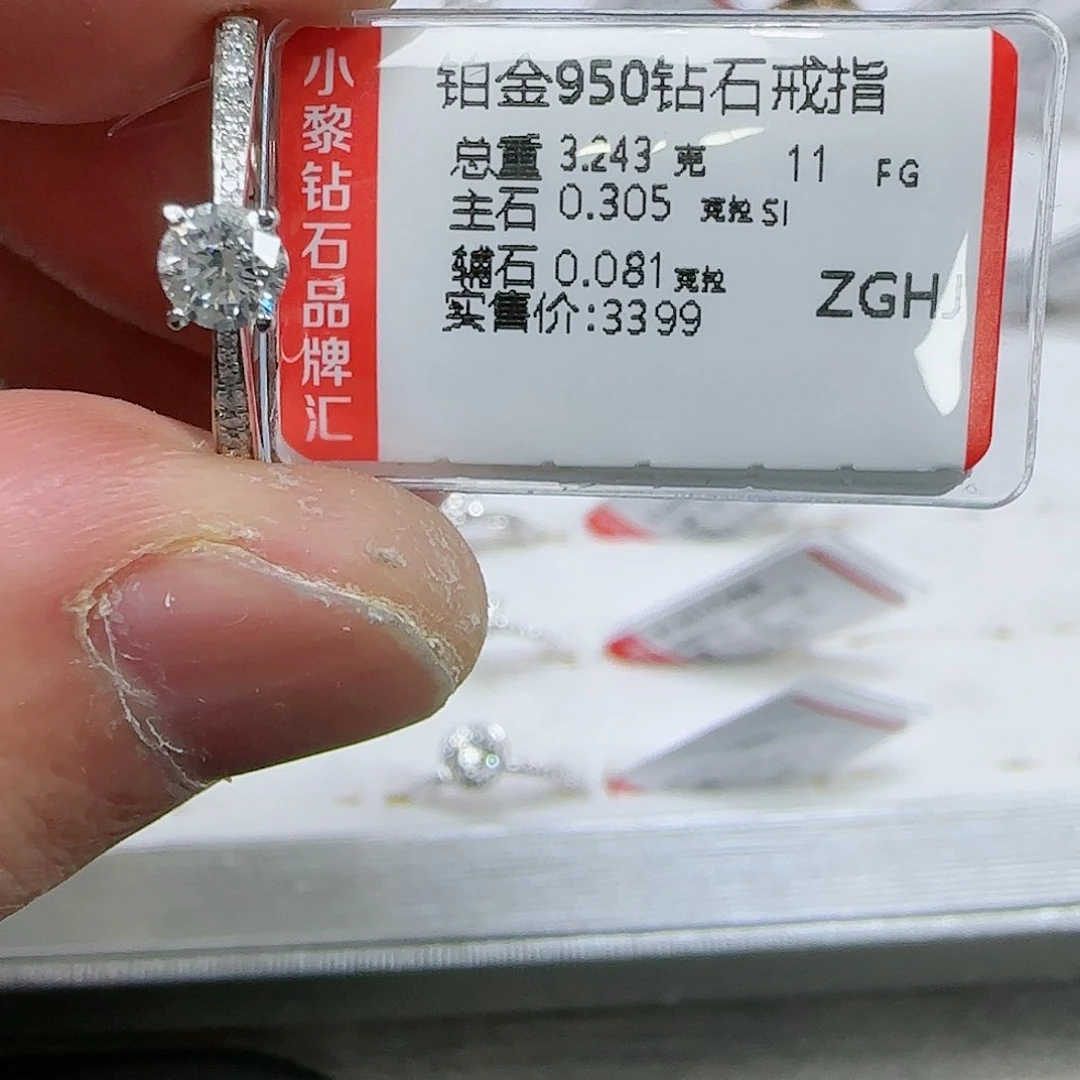 小黎钻石品牌汇
铂金950钻石戒指
总重 3.243 克 11 FG
主石 0.305 克拉 SI
辅石 0.081 克拉
实售价:3399
ZGHJ